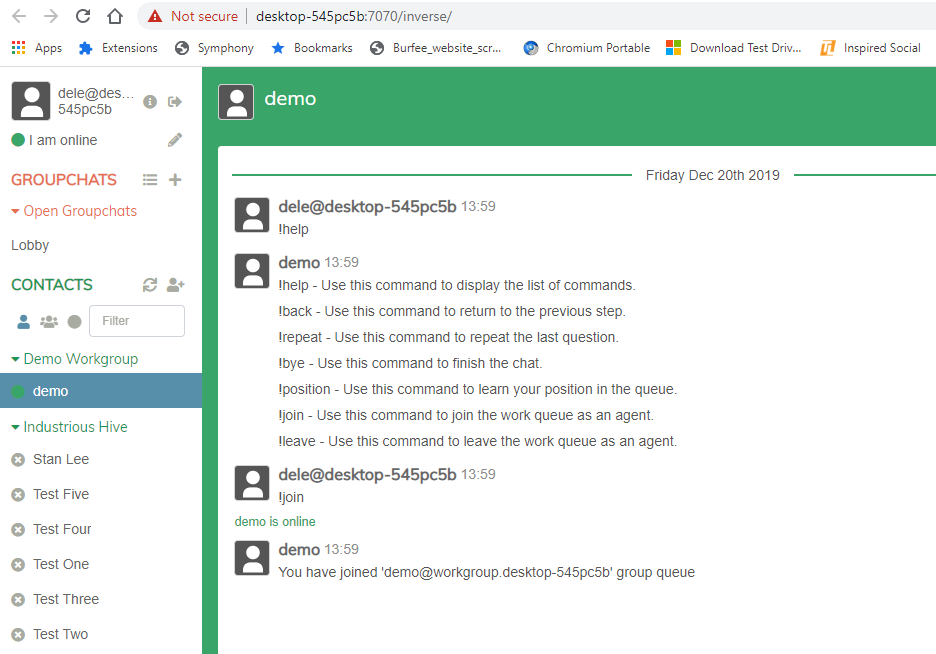 Not secure | desktop-545pc5b:7070/inverse/
Apps Extensions Symphony Bookmarks Burfee_website_scr... Chromium Portable Download Test Driv... Inspired Social
dele@des...
545pc5b
I am online
GROUPCHATS
Open Groupchats
Lobby
CONTACTS
Filter
Demo Workgroup
demo
Industrious Hive
Stan Lee
Test Five
Test Four
Test One
Test Three
Test Two
demo
Friday Dec 20th 2019
dele@desktop-545pc5b 13:59
!help
demo 13:59
!help - Use this command to display the list of commands.
!back - Use this command to return to the previous step.
!repeat - Use this command to repeat the last question.
!bye - Use this command to finish the chat.
!position - Use this command to learn your position in the queue.
!join - Use this command to join the work queue as an agent.
!leave - Use this command to leave the work queue as an agent.
dele@desktop-545pc5b 13:59
!join
demo is online
demo 13:59
You have joined 'demo@workgroup.desktop-545pc5b' group queue